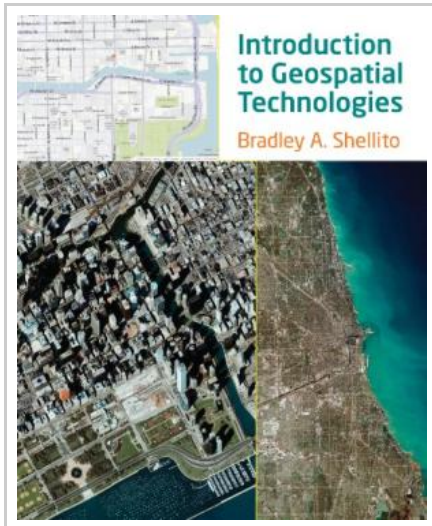 Introduction
to Geospatial
Technologies
Bradley A. Shellito